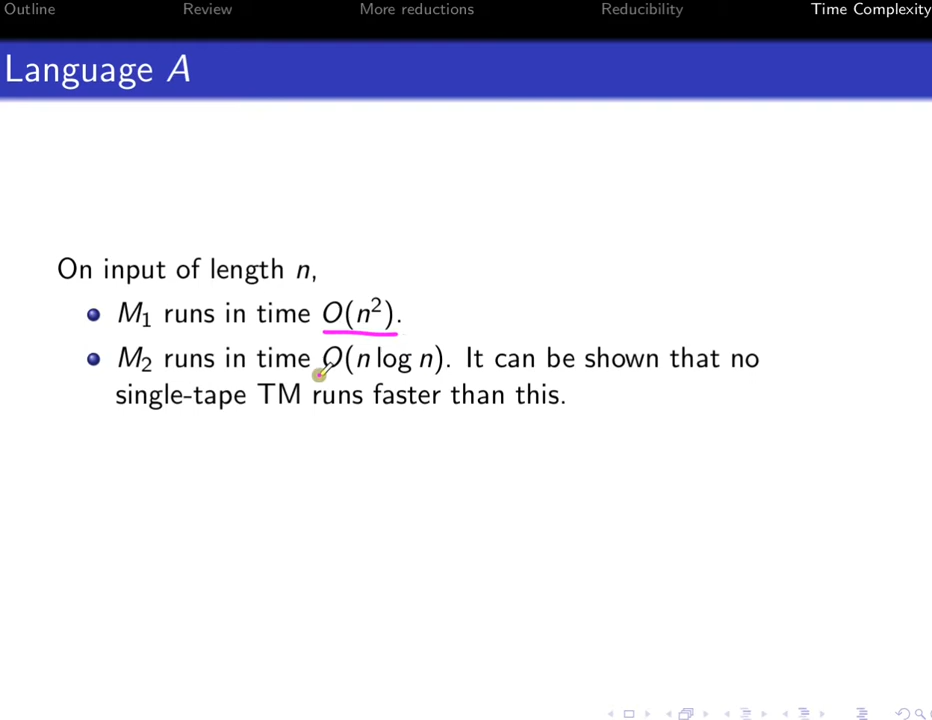 Outline Review More reductions Reducibility Time Complexity
Language A
On input of length n,
M₁ runs in time O(n²).
M₂ runs in time O(n log n). It can be shown that no
single-tape TM runs faster than this.